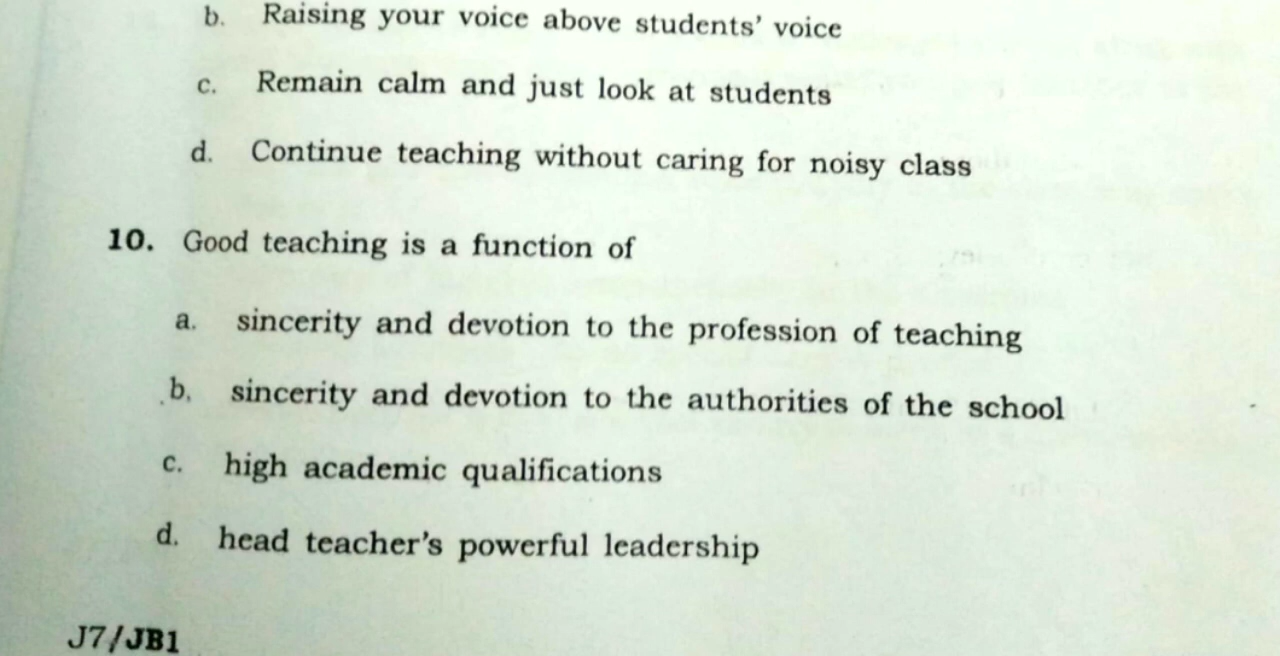 b. Raising your voice above students' voice
c. Remain calm and just look at students
d. Continue teaching without caring for noisy class
10. Good teaching is a function of
a. sincerity and devotion to the profession of teaching
b. sincerity and devotion to the authorities of the school
c. high academic qualifications
d. head teacher's powerful leadership
J7/JB1